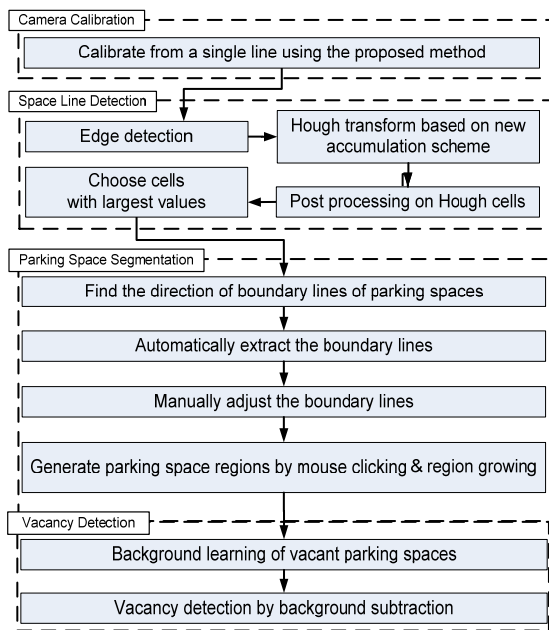 Camera Calibration
Calibrate from a single line using the proposed method
Space Line Detection
Edge detection
Hough transform based on new
accumulation scheme
Choose cells
with largest values
Post processing on Hough cells
Parking Space Segmentation
Find the direction of boundary lines of parking spaces
Automatically extract the boundary lines
Manually adjust the boundary lines
Generate parking space regions by mouse clicking & region growing
Vacancy Detection
Background learning of vacant parking spaces
Vacancy detection by background subtraction